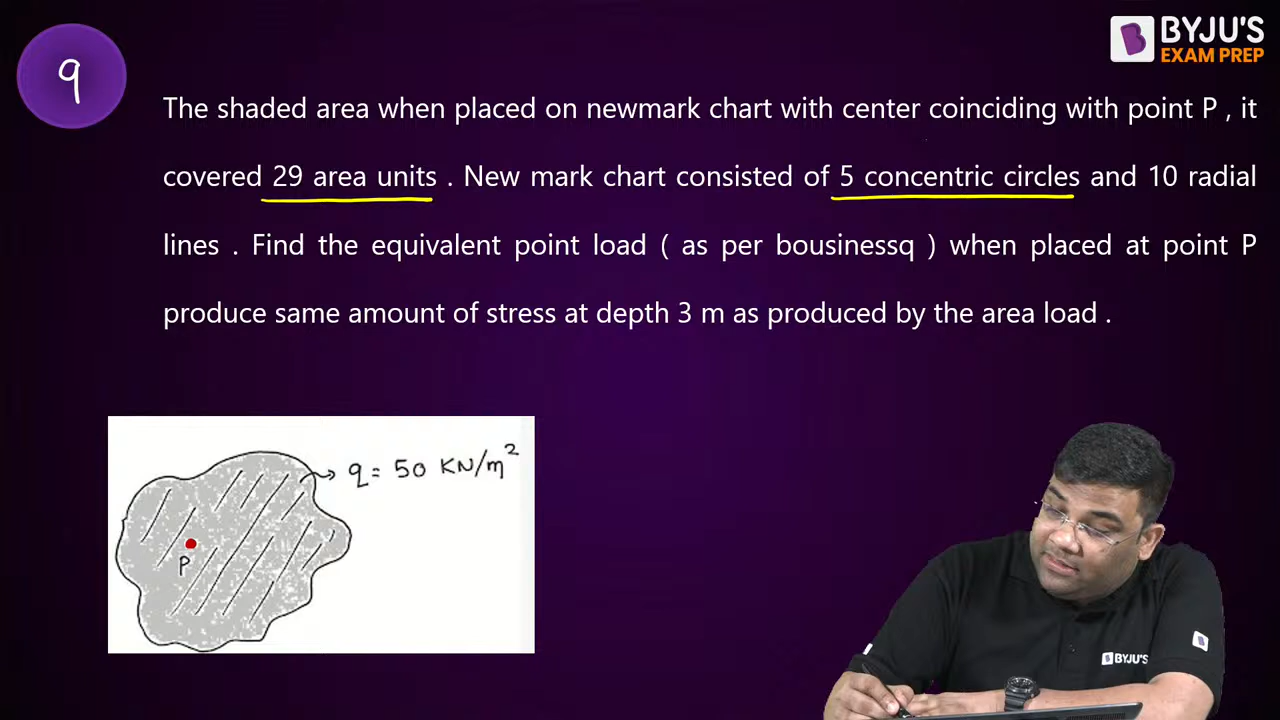 9
BYJU'S
EXAM PREP
The shaded area when placed on newmark chart with center coinciding with point P , it
covered 29 area units . New mark chart consisted of 5 concentric circles and 10 radial
lines . Find the equivalent point load ( as per bousinessq ) when placed at point P
produce same amount of stress at depth 3 m as produced by the area load .
q = 50 KN/m²
P
BYJU'S